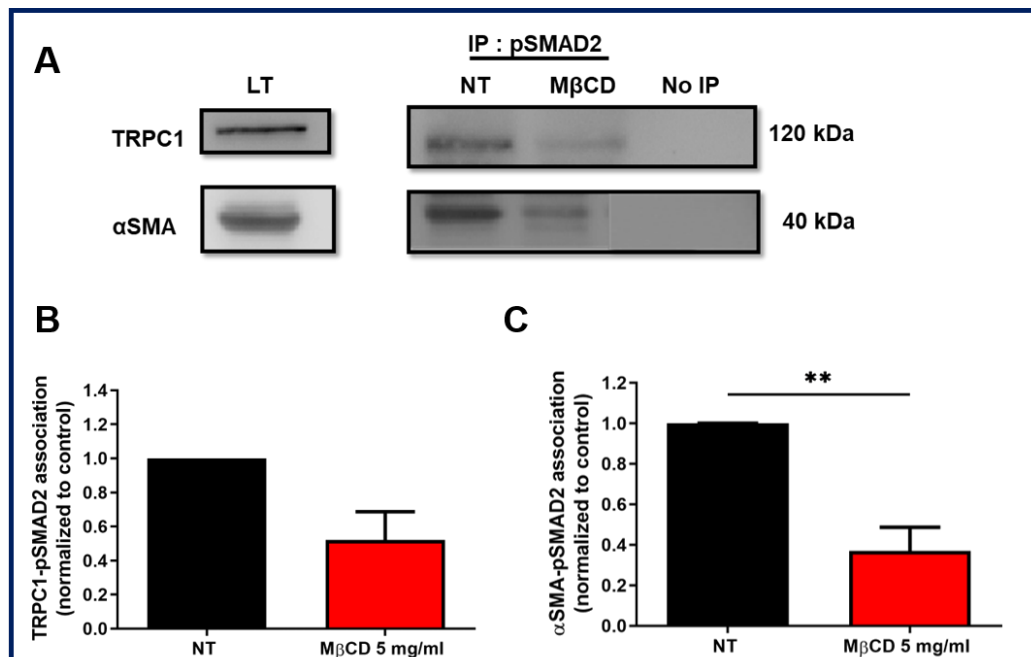 A
IP : pSMAD2
LT
NT MβCD No IP
TRPC1
120 kDa
αSMA
40 kDa
B
TRPC1-pSMAD2 association
(normalized to control)
1.4
1.2
1.0
0.8
0.6
0.4
0.2
0.0
NT MβCD 5 mg/ml
C
αSMA-pSMAD2 association
(normalized to control)
**
1.2
1.0
0.8
0.6
0.4
0.2
0.0
NT MβCD 5 mg/ml